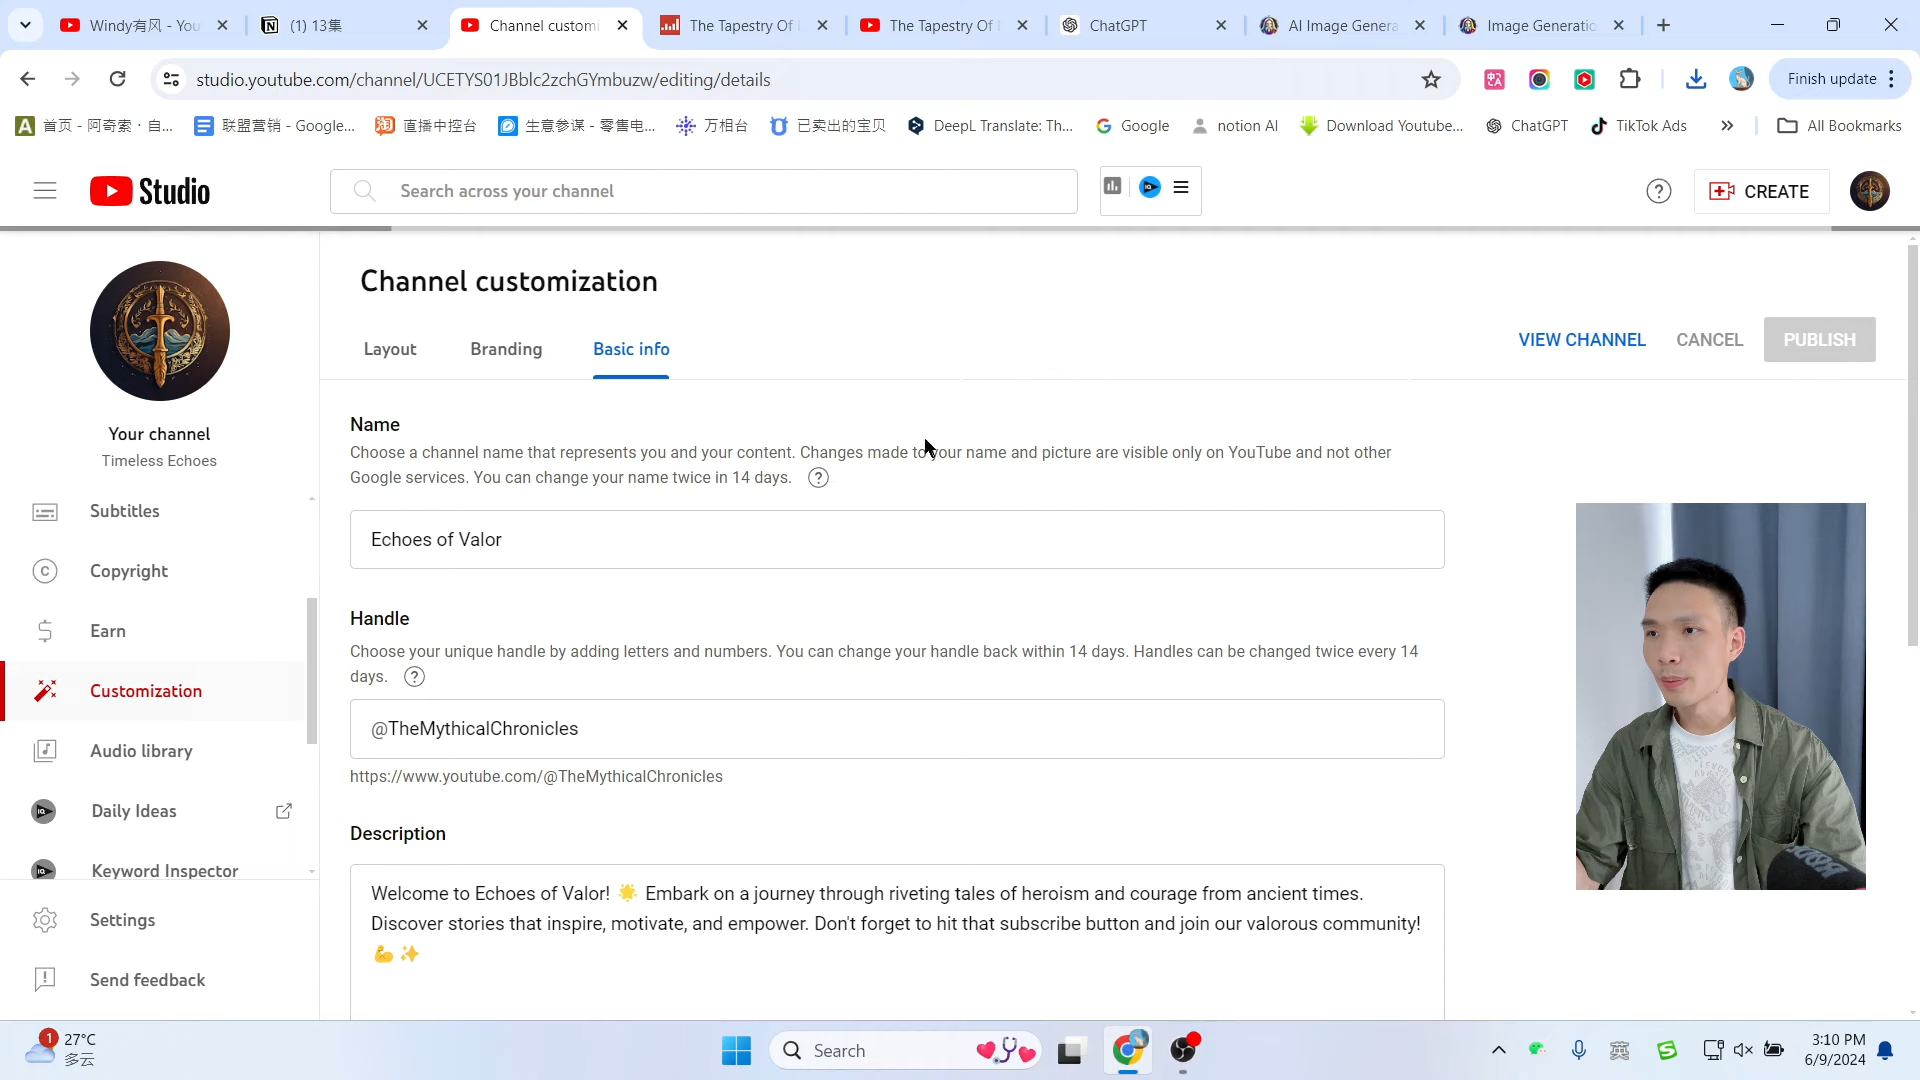 Windy有风 - You
(1) 13集
Channel customi
The Tapestry Of
The Tapestry Of
ChatGPT
AI Image Genera
Image Generatio
studio.youtube.com/channel/UCETYS01JBblc2zchGYmbuzw/editing/details
Finish update
首页 - 阿奇索 · 自...
联盟营销 - Google...
直播中控台
生意参谋 - 零售电...
万相台
已卖出的宝贝
DeepL Translate: Th...
Google
notion AI
Download Youtube...
ChatGPT
TikTok Ads
All Bookmarks
Studio
Search across your channel
CREATE
Channel customization
Layout
Branding
Basic info
VIEW CHANNEL
CANCEL
PUBLISH
Your channel
Timeless Echoes
Subtitles
Copyright
Earn
Customization
Audio library
Daily Ideas
Keyword Inspector
Settings
Send feedback
Name
Choose a channel name that represents you and your content. Changes made to your name and picture are visible only on YouTube and not other
Google services. You can change your name twice in 14 days.
Echoes of Valor
Handle
Choose your unique handle by adding letters and numbers. You can change your handle back within 14 days. Handles can be changed twice every 14
days.
@TheMythicalChronicles
https://www.youtube.com/@TheMythicalChronicles
Description
Welcome to Echoes of Valor! 🌟 Embark on a journey through riveting tales of heroism and courage from ancient times.
Discover stories that inspire, motivate, and empower. Don't forget to hit that subscribe button and join our valorous community!
💪✨
1
27°C
多云
Search
英
3:10 PM
6/9/2024